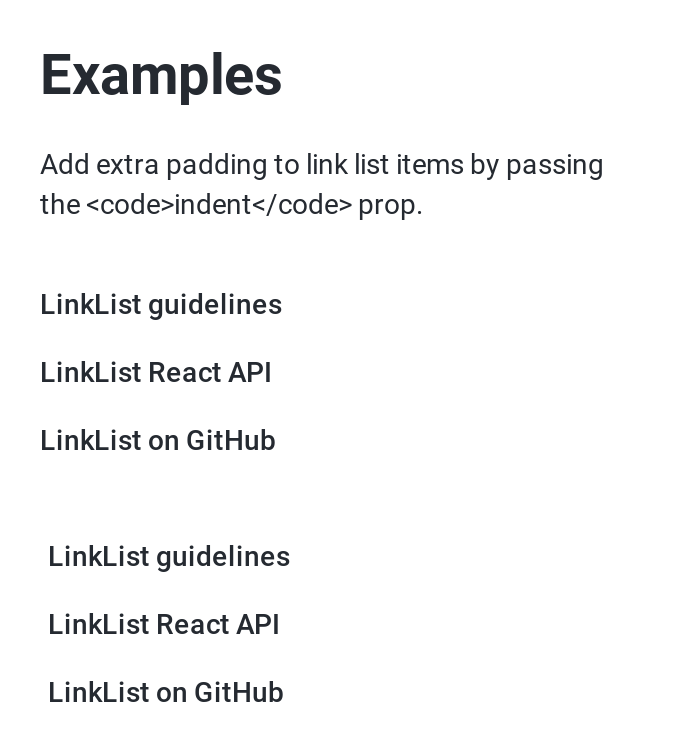 Examples
Add extra padding to link list items by passing
the <code>indent</code> prop.
LinkList guidelines
LinkList React API
LinkList on GitHub
LinkList guidelines
LinkList React API
LinkList on GitHub